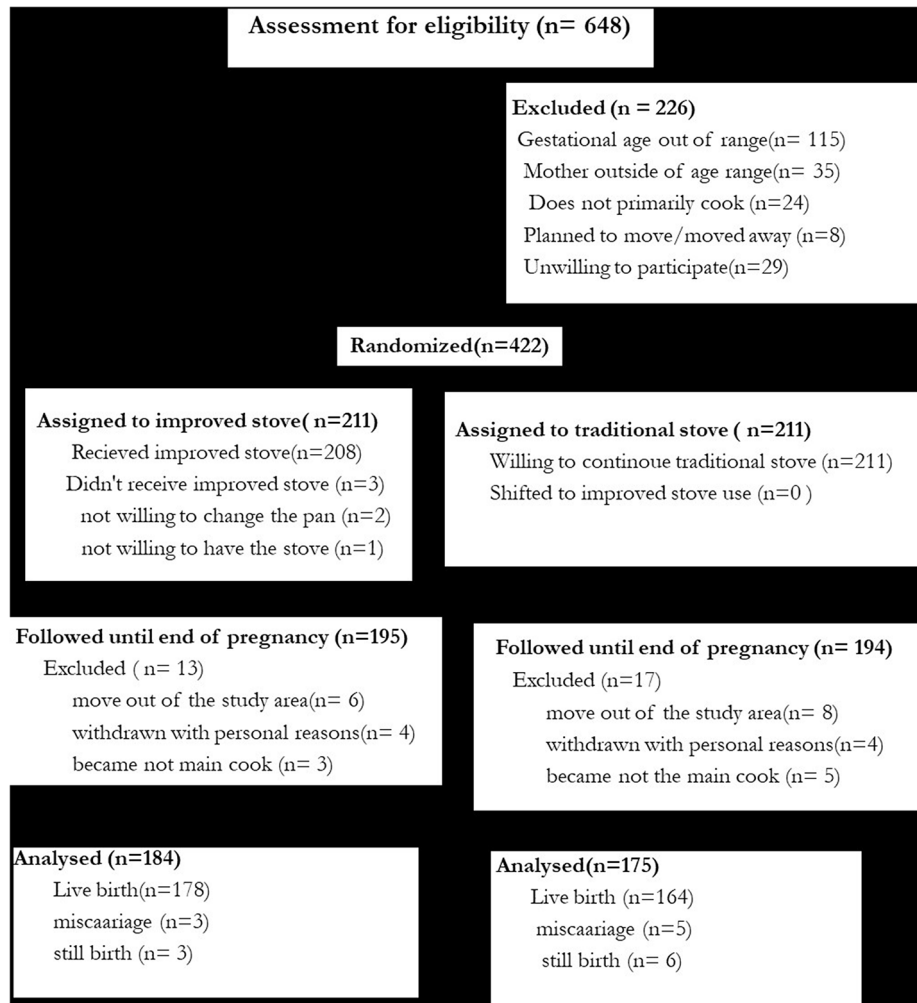 Assessment for eligibility (n= 648)
Excluded (n = 226)
Gestational age out of range(n= 115)
Mother outside of age range(n= 35)
Does not primarily cook (n=24)
Planned to move/moved away (n=8)
Unwilling to participate(n=29)
Randomized(n=422)
Assigned to improved stove( n=211)
Recieved improved stove(n=208)
Didn't receive improved stove (n=3)
not willing to change the pan (n=2)
not willing to have the stove (n=1)
Assigned to traditional stove ( n=211)
Willing to continoue traditional stove (n=211)
Shifted to improved stove use (n=0 )
Followed until end of pregnancy (n=195)
Excluded ( n= 13)
move out of the study area(n= 6)
withdrawn with personal reasons(n= 4)
became not main cook (n= 3)
Followed until end of pregnancy (n= 194)
Excluded (n=17)
move out of the study area(n= 8)
withdrawn with personal reasons(n=4)
became not the main cook (n= 5)
Analysed (n=184)
Live birth(n=178)
miscaariage (n=3)
still birth (n= 3)
Analysed(n=175)
Live birth (n=164)
miscaariage (n=5)
still birth (n= 6)